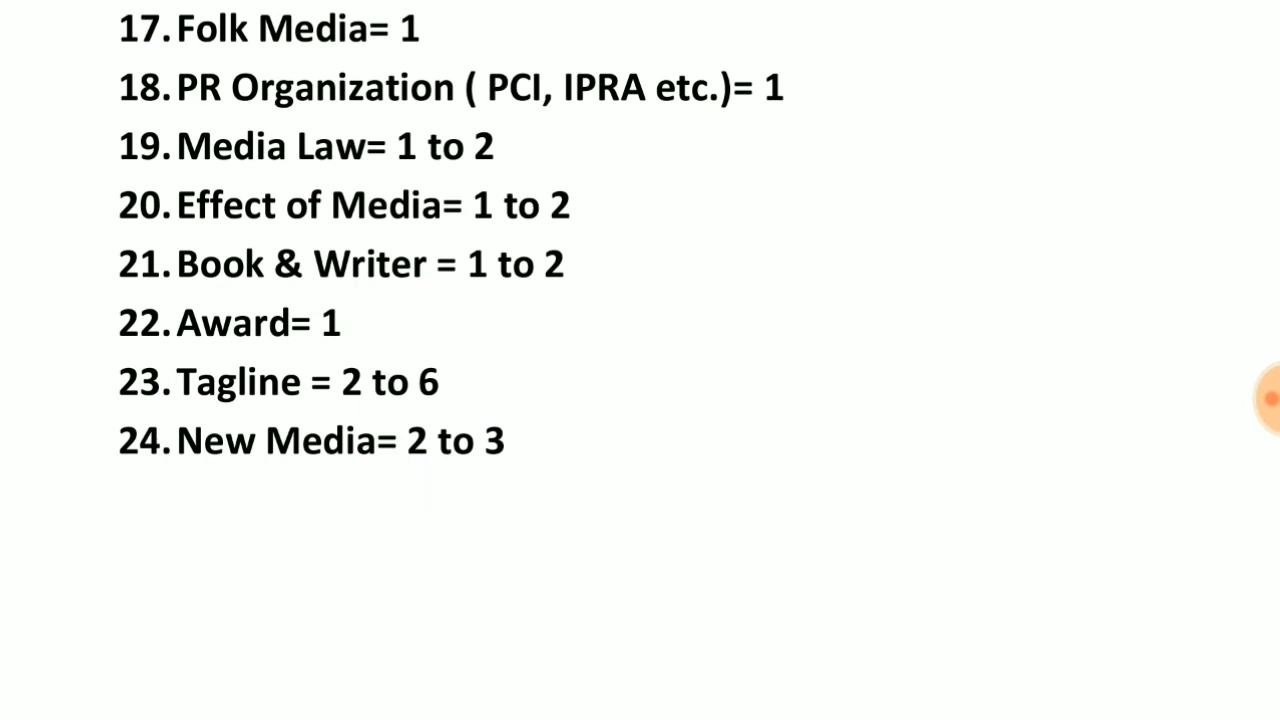 17. Folk Media= 1
18. PR Organization ( PCI, IPRA etc.)= 1
19. Media Law= 1 to 2
20. Effect of Media= 1 to 2
21. Book & Writer = 1 to 2
22. Award= 1
23. Tagline = 2 to 6
24. New Media= 2 to 3